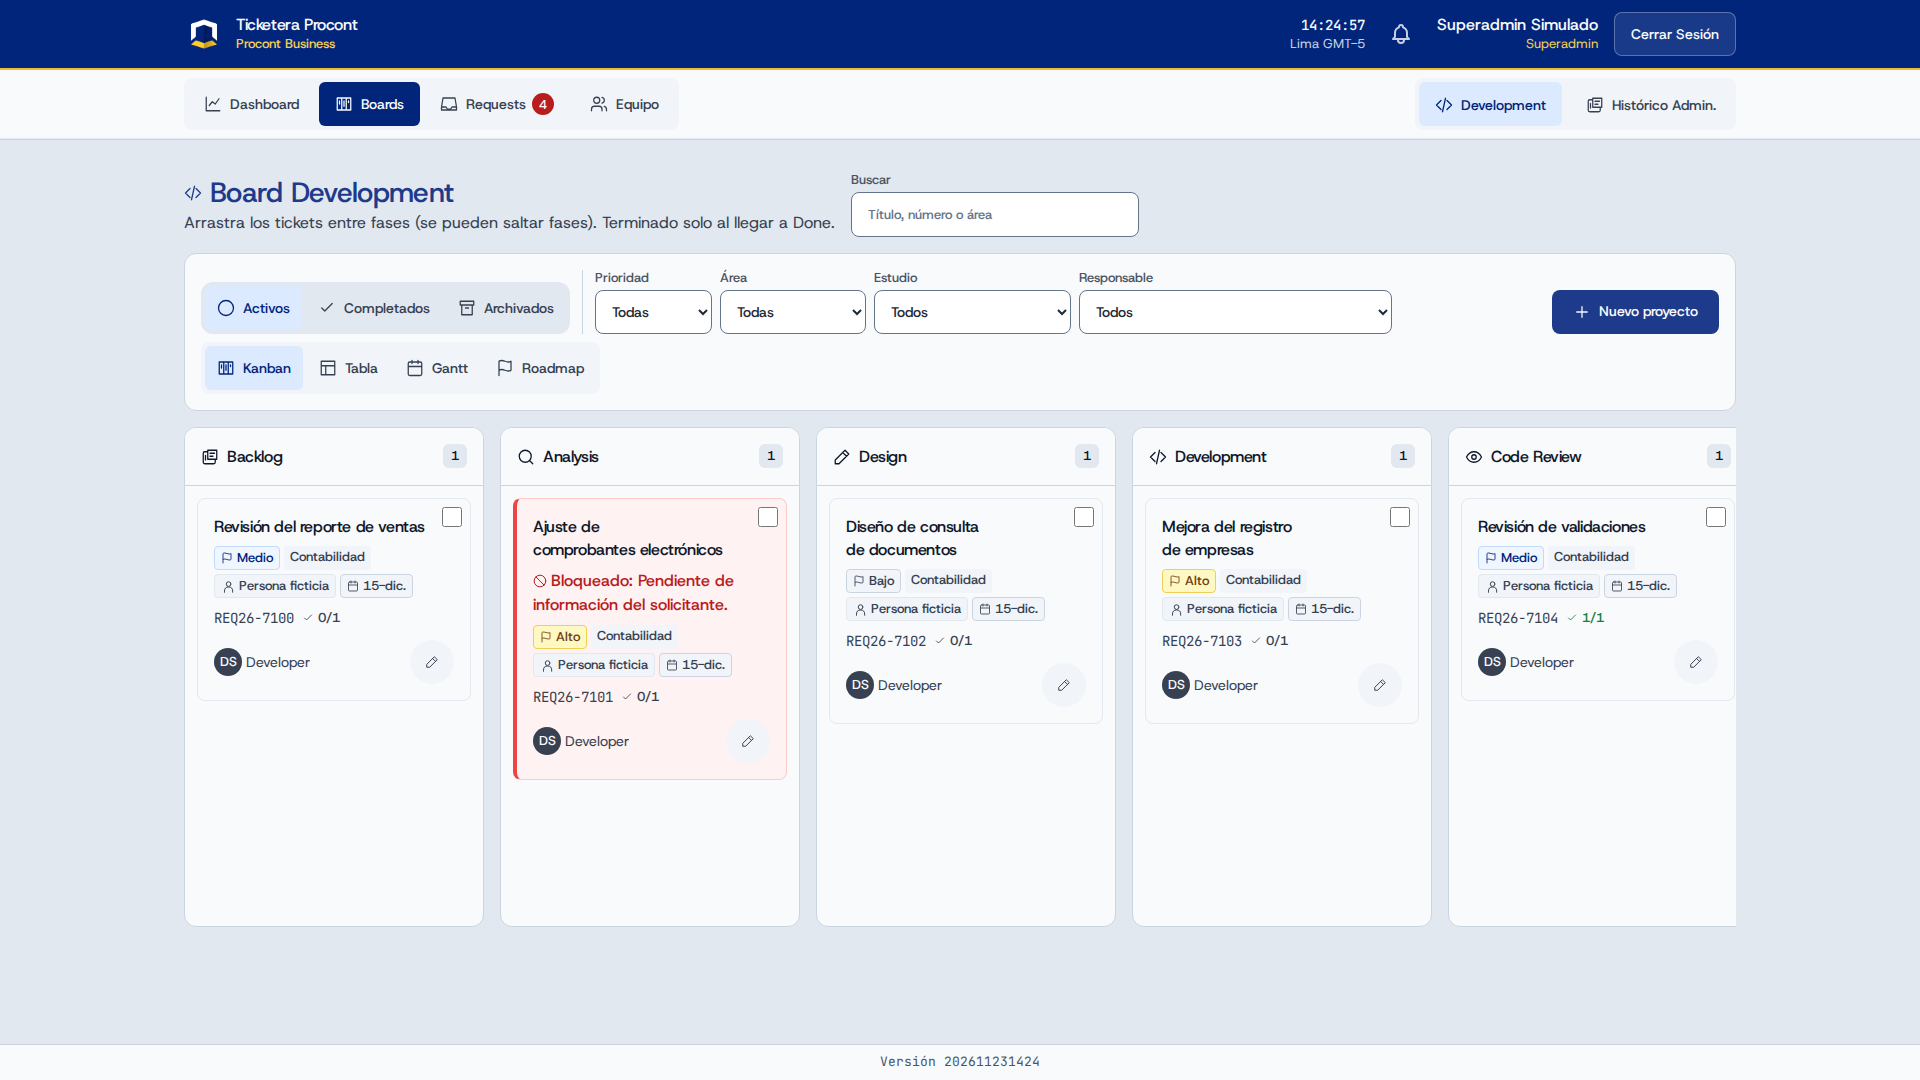 Ticketera Procont
Procont Business
14:24:57
Lima GMT-5
Superadmin Simulado
Superadmin
Cerrar Sesión
Dashboard
Boards
Requests 4
Equipo
Development
Histórico Admin.
Board Development
Arrastra los tickets entre fases (se pueden saltar fases). Terminado solo al llegar a Done.
Buscar
Título, número o área
Activos
Completados
Archivados
Prioridad
Todas
Área
Todas
Estudio
Todos
Responsable
Todos
Nuevo proyecto
Kanban
Tabla
Gantt
Roadmap
Backlog 1
Revisión del reporte de ventas
Medio Contabilidad
Persona ficticia 15-dic.
REQ26-7100 0/1
DS Developer
Analysis 1
Ajuste de
comprobantes electrónicos
Bloqueado: Pendiente de
información del solicitante.
Alto Contabilidad
Persona ficticia 15-dic.
REQ26-7101 0/1
DS Developer
Design 1
Diseño de consulta
de documentos
Bajo Contabilidad
Persona ficticia 15-dic.
REQ26-7102 0/1
DS Developer
Development 1
Mejora del registro
de empresas
Alto Contabilidad
Persona ficticia 15-dic.
REQ26-7103 0/1
DS Developer
Code Review 1
Revisión de validaciones
Medio Contabilidad
Persona ficticia 15-dic.
REQ26-7104 1/1
DS Developer
Versión 202611231424